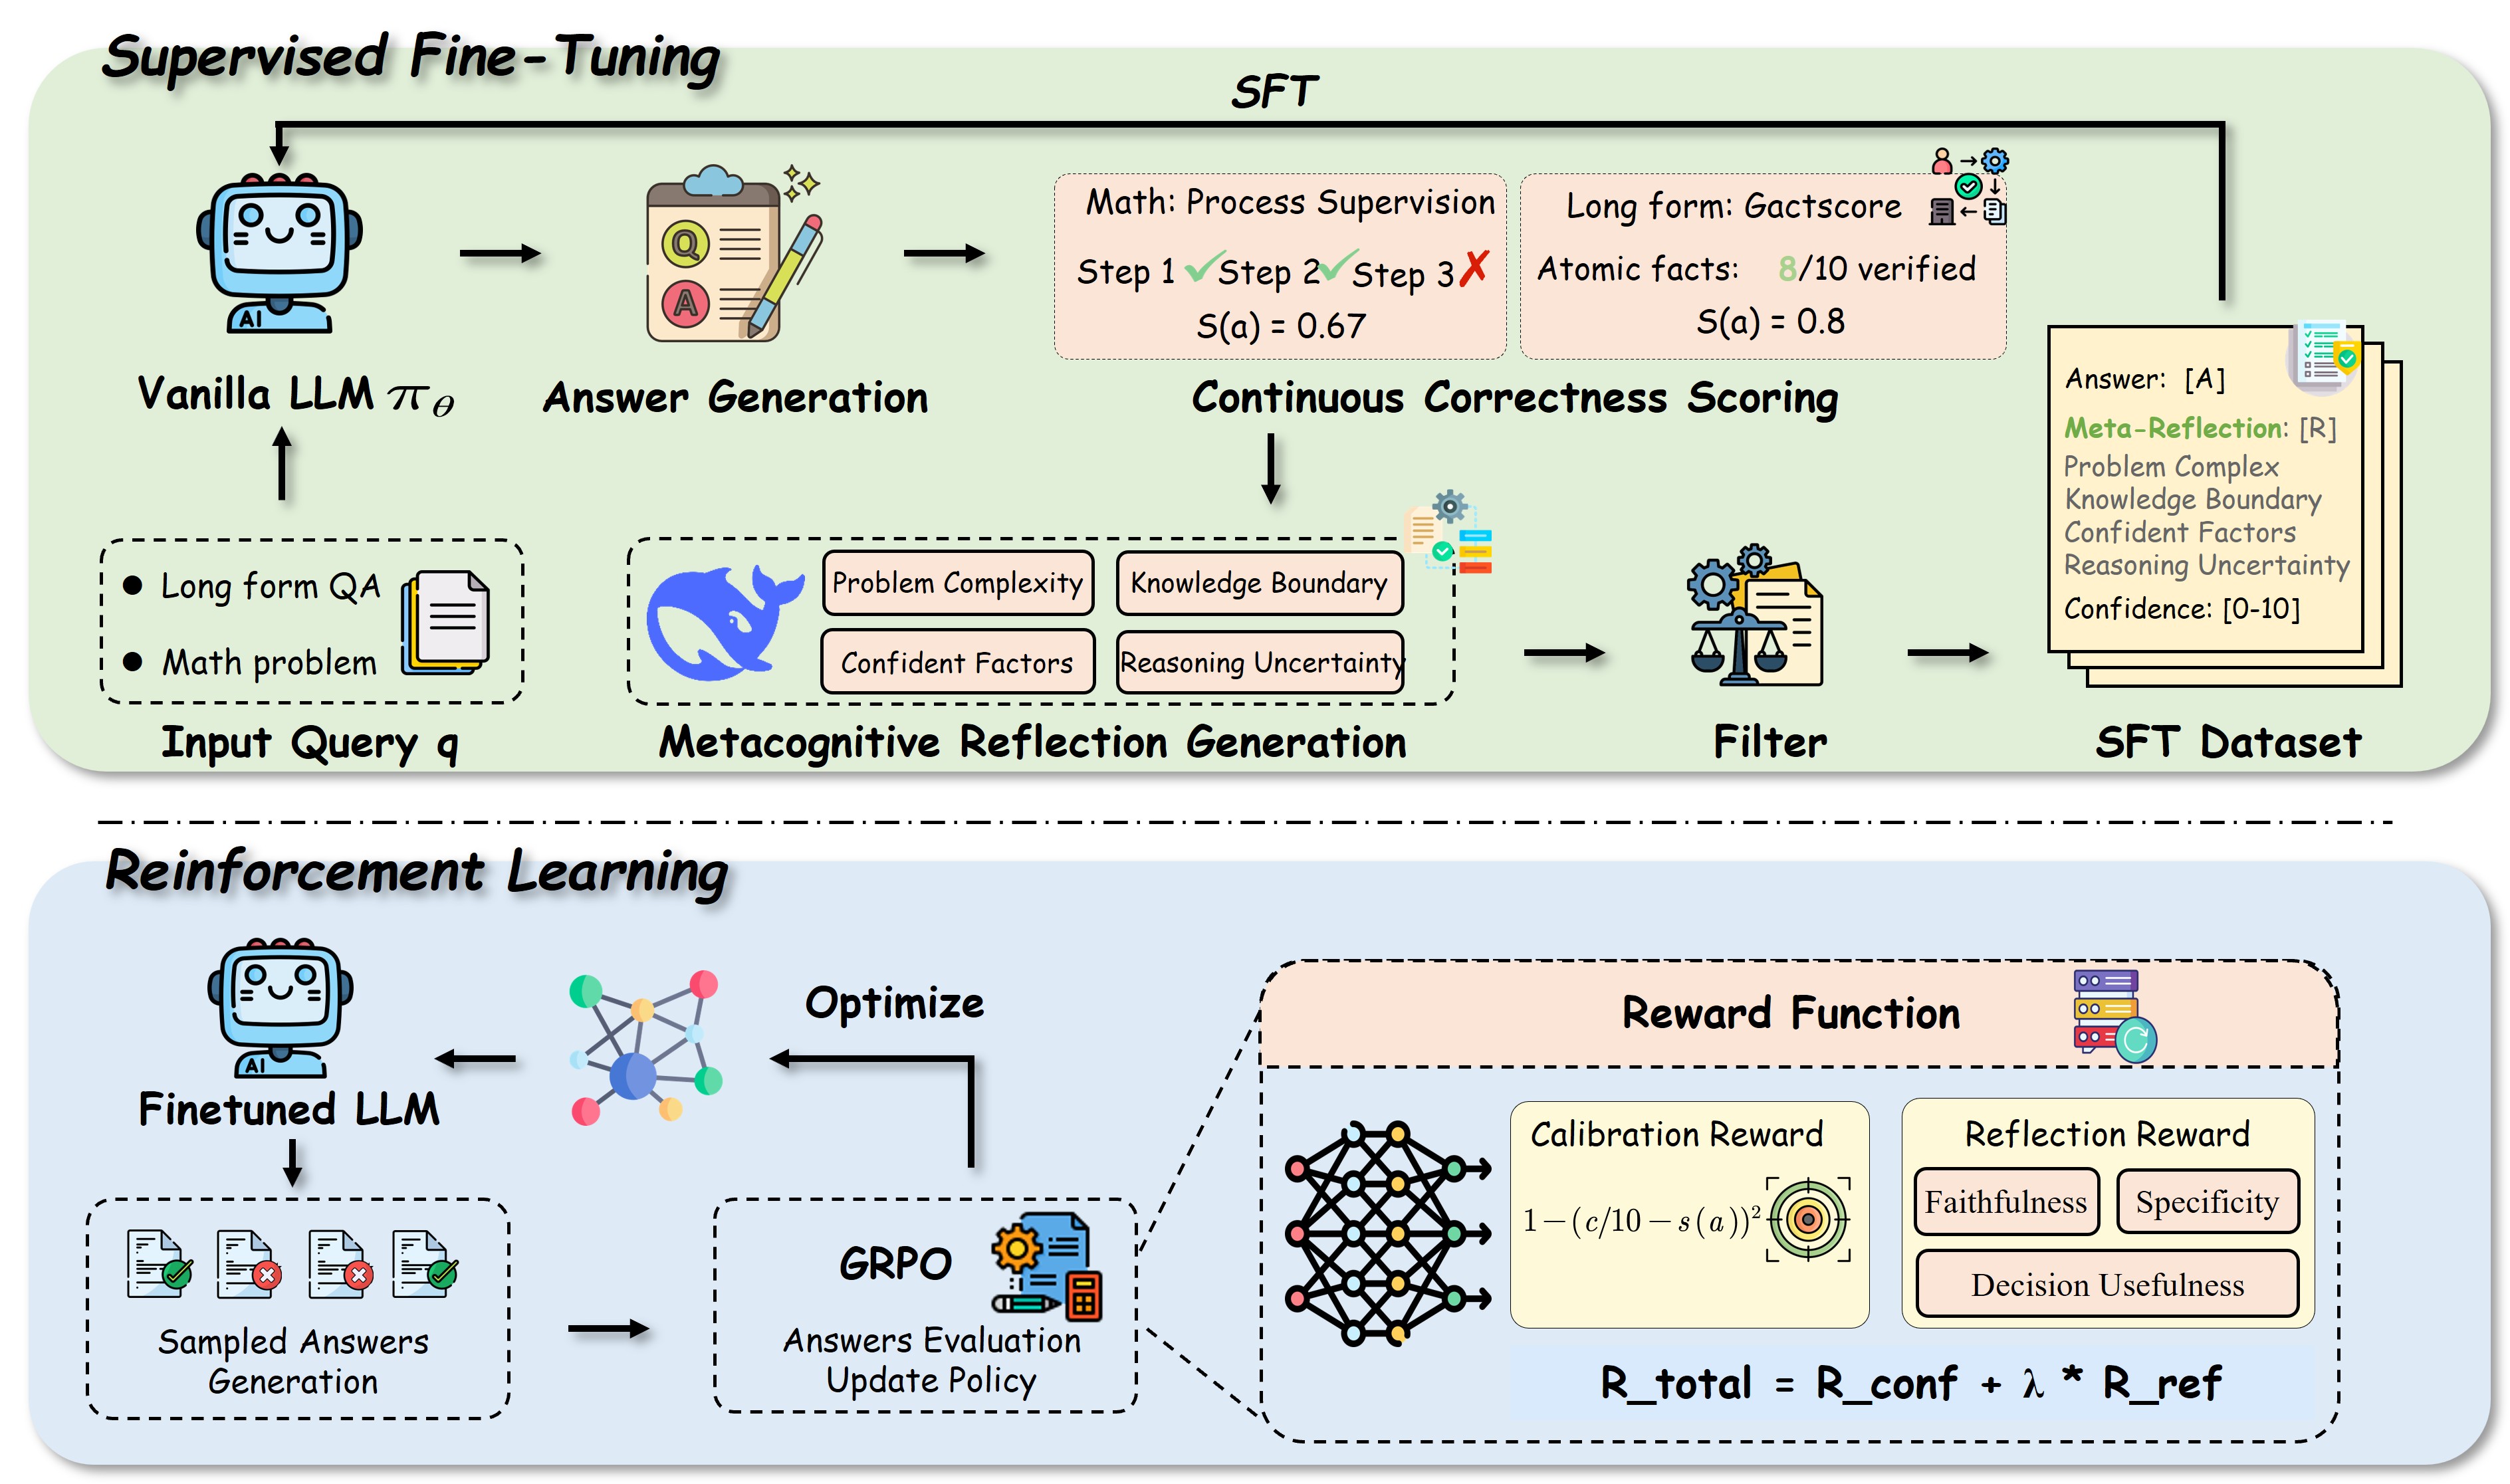 Supervised Fine-Tuning
SFT
Math: Process Supervision
Step 1 Step 2 Step 3
S(a) = 0.67
Long form: Gactscore
Atomic facts: 8/10 verified
S(a) = 0.8
AI
Vanilla LLM πθ
Answer Generation
Q
A
Continuous Correctness Scoring
Answer: [A]
Meta-Reflection: [R]
Problem Complex
Knowledge Boundary
Confident Factors
Reasoning Uncertainty
Confidence: [0-10]
Long form QA
Math problem
Problem Complexity
Knowledge Boundary
Confident Factors
Reasoning Uncertainty
Input Query q
Metacognitive Reflection Generation
Filter
SFT Dataset
Reinforcement Learning
AI
Finetuned LLM
Optimize
Sampled Answers
Generation
GRPO
Answers Evaluation
Update Policy
Reward Function
Calibration Reward
1−(c/10−s(a))²
Reflection Reward
Faithfulness
Specificity
Decision Usefulness
R_total = R_conf + λ * R_ref